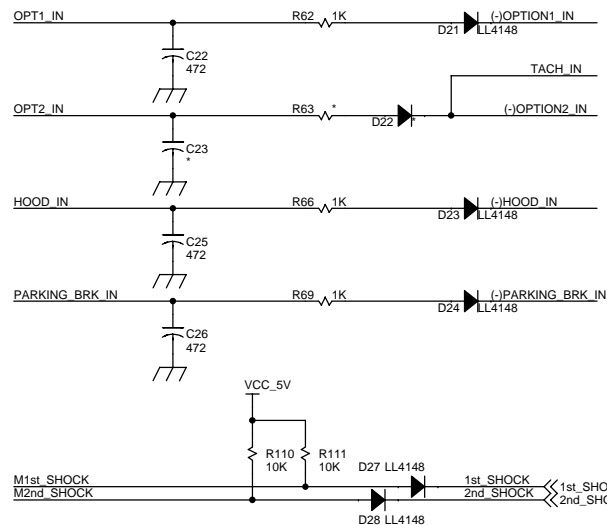 OPT1_IN R62 1K (-)OPTION1_IN
D21 LL4148
C22
472
TACH_IN
OPT2_IN R63 * (-)OPTION2_IN
D22 *
C23
*
HOOD_IN R66 1K (-)HOOD_IN
D23 LL4148
C25
472
PARKING_BRK_IN R69 1K (-)PARKING_BRK_IN
D24 LL4148
C26
472
VCC_5V
R110 R111
10K 10K
D27 LL4148
M1st_SHOCK 1st_SHOCK 1st_SHO
M2nd_SHOCK 2nd_SHOCK 2nd_SHO
D28 LL4148